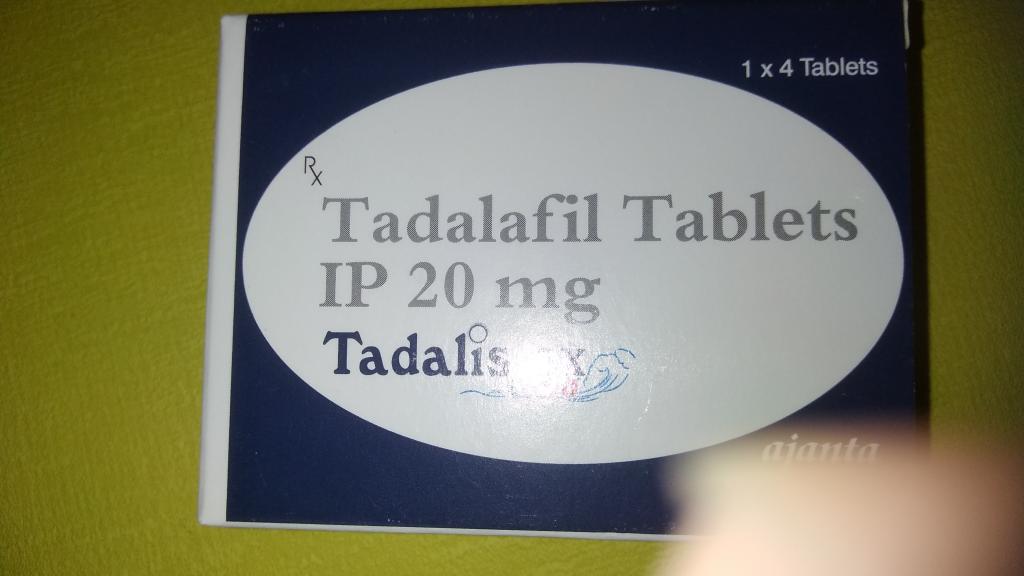 1 x 4 Tablets
Rx
Tadalafil Tablets
IP 20 mg
Tadalis
ajanta